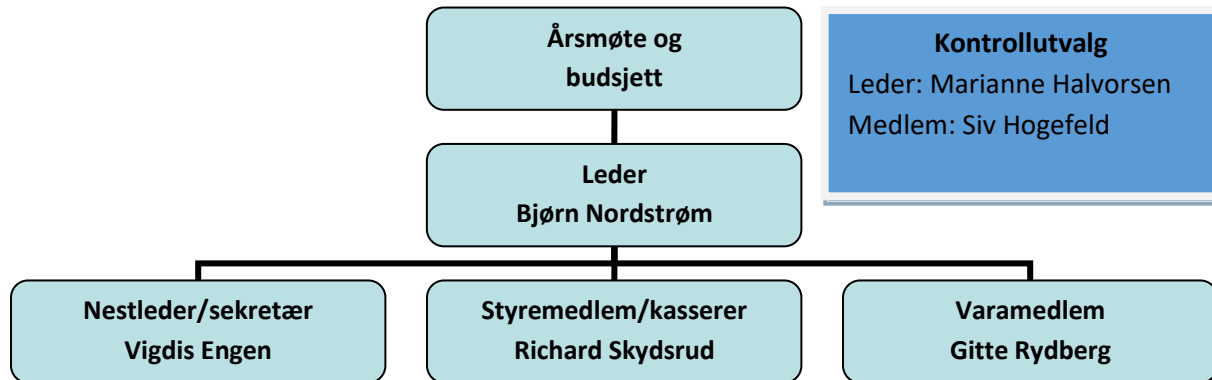 Årsmøte og
budsjett
Kontrollutvalg
Leder: Marianne Halvorsen
Medlem: Siv Hogefeld
Leder
Bjørn Nordstrøm
Nestleder/sekretær
Vigdis Engen
Styremedlem/kasserer
Richard Skydsrud
Varamedlem
Gitte Rydberg